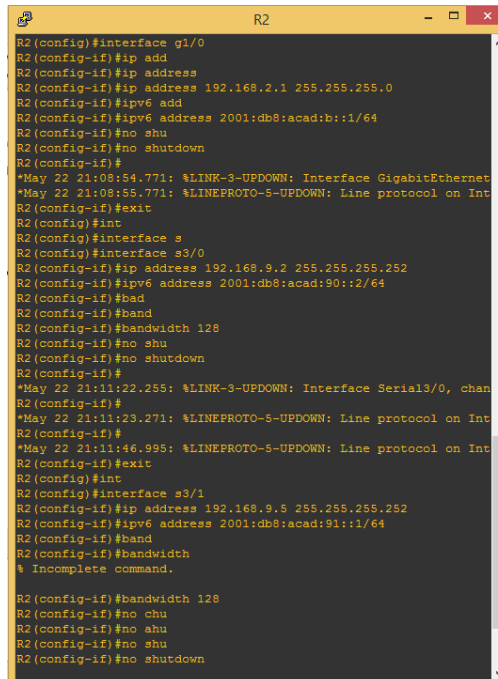 R2
R2(config)#interface g1/0
R2(config-if)#ip add
R2(config-if)#ip address
R2(config-if)#ip address 192.168.2.1 255.255.255.0
R2(config-if)#ipv6 add
R2(config-if)#ipv6 address 2001:db8:acad:b::1/64
R2(config-if)#no shu
R2(config-if)#no shutdown
R2(config-if)#
*May 22 21:08:54.771: %LINK-3-UPDOWN: Interface GigabitEthernet
*May 22 21:08:55.771: %LINEPROTO-5-UPDOWN: Line protocol on Int
R2(config-if)#exit
R2(config)#int
R2(config)#interface s
R2(config)#interface s3/0
R2(config-if)#ip address 192.168.9.2 255.255.255.252
R2(config-if)#ipv6 address 2001:db8:acad:90::2/64
R2(config-if)#bad
R2(config-if)#band
R2(config-if)#bandwidth 128
R2(config-if)#no shu
R2(config-if)#no shutdown
R2(config-if)#
*May 22 21:11:22.255: %LINK-3-UPDOWN: Interface Serial3/0, chan
R2(config-if)#
*May 22 21:11:23.271: %LINEPROTO-5-UPDOWN: Line protocol on Int
R2(config-if)#
*May 22 21:11:46.995: %LINEPROTO-5-UPDOWN: Line protocol on Int
R2(config-if)#exit
R2(config)#int
R2(config)#interface s3/1
R2(config-if)#ip address 192.168.9.5 255.255.255.252
R2(config-if)#ipv6 address 2001:db8:acad:91::1/64
R2(config-if)#band
R2(config-if)#bandwidth
% Incomplete command.
R2(config-if)#bandwidth 128
R2(config-if)#no chu
R2(config-if)#no ahu
R2(config-if)#no shu
R2(config-if)#no shutdown